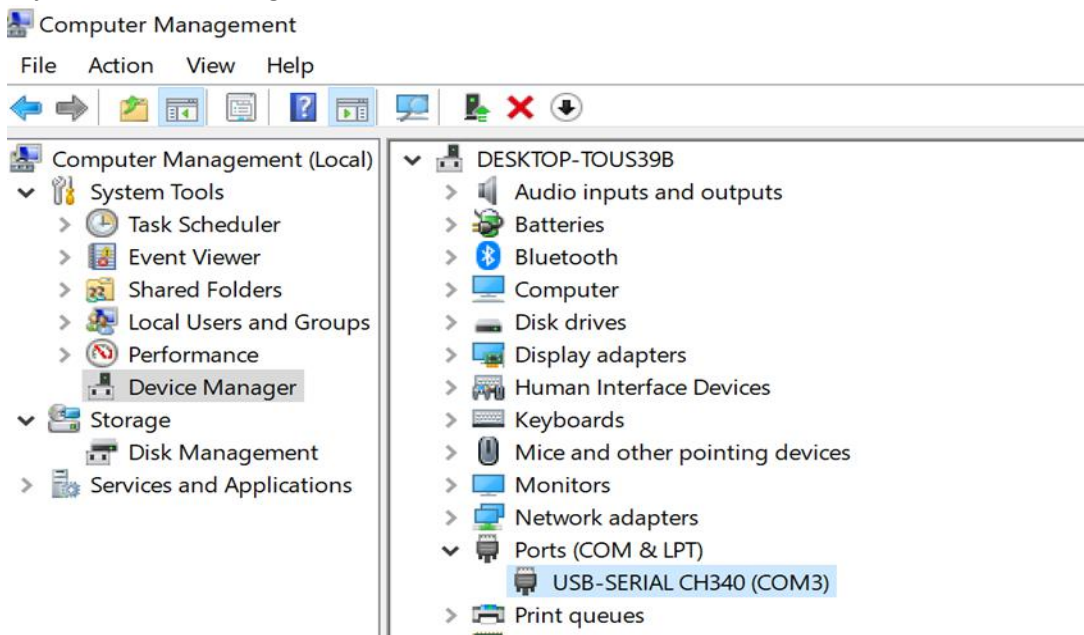 Computer Management
File Action View Help
Computer Management (Local)
System Tools
Task Scheduler
Event Viewer
Shared Folders
Local Users and Groups
Performance
Device Manager
Storage
Disk Management
Services and Applications
DESKTOP-TOUS39B
Audio inputs and outputs
Batteries
Bluetooth
Computer
Disk drives
Display adapters
Human Interface Devices
Keyboards
Mice and other pointing devices
Monitors
Network adapters
Ports (COM & LPT)
USB-SERIAL CH340 (COM3)
Print queues